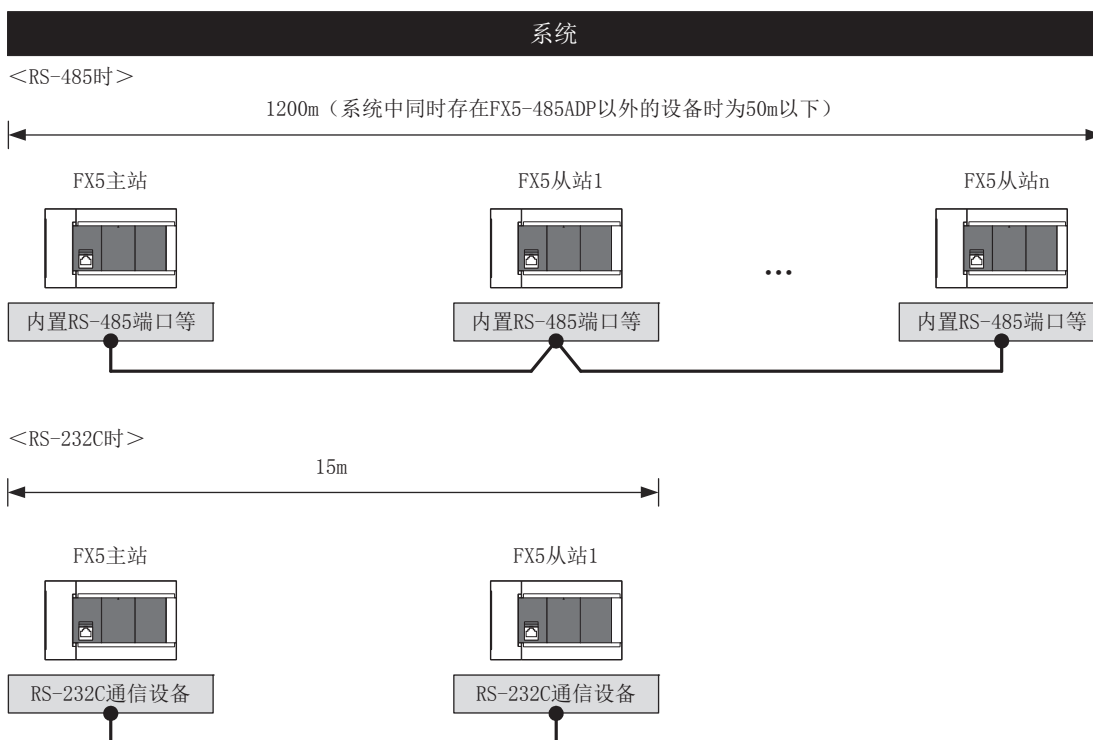 系统
＜RS-485时＞
1200m（系统中同时存在FX5-485ADP以外的设备时为50m以下）
FX5主站 FX5从站1 FX5从站n
...
内置RS-485端口等 内置RS-485端口等 内置RS-485端口等
＜RS-232C时＞
15m
FX5主站 FX5从站1
RS-232C通信设备 RS-232C通信设备